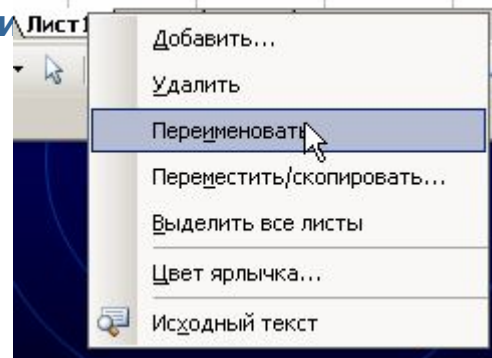 и
Лист1
Добавить...
Удалить
Переименовать
Переместить/скопировать...
Выделить все листы
Цвет ярлычка...
Исходный текст